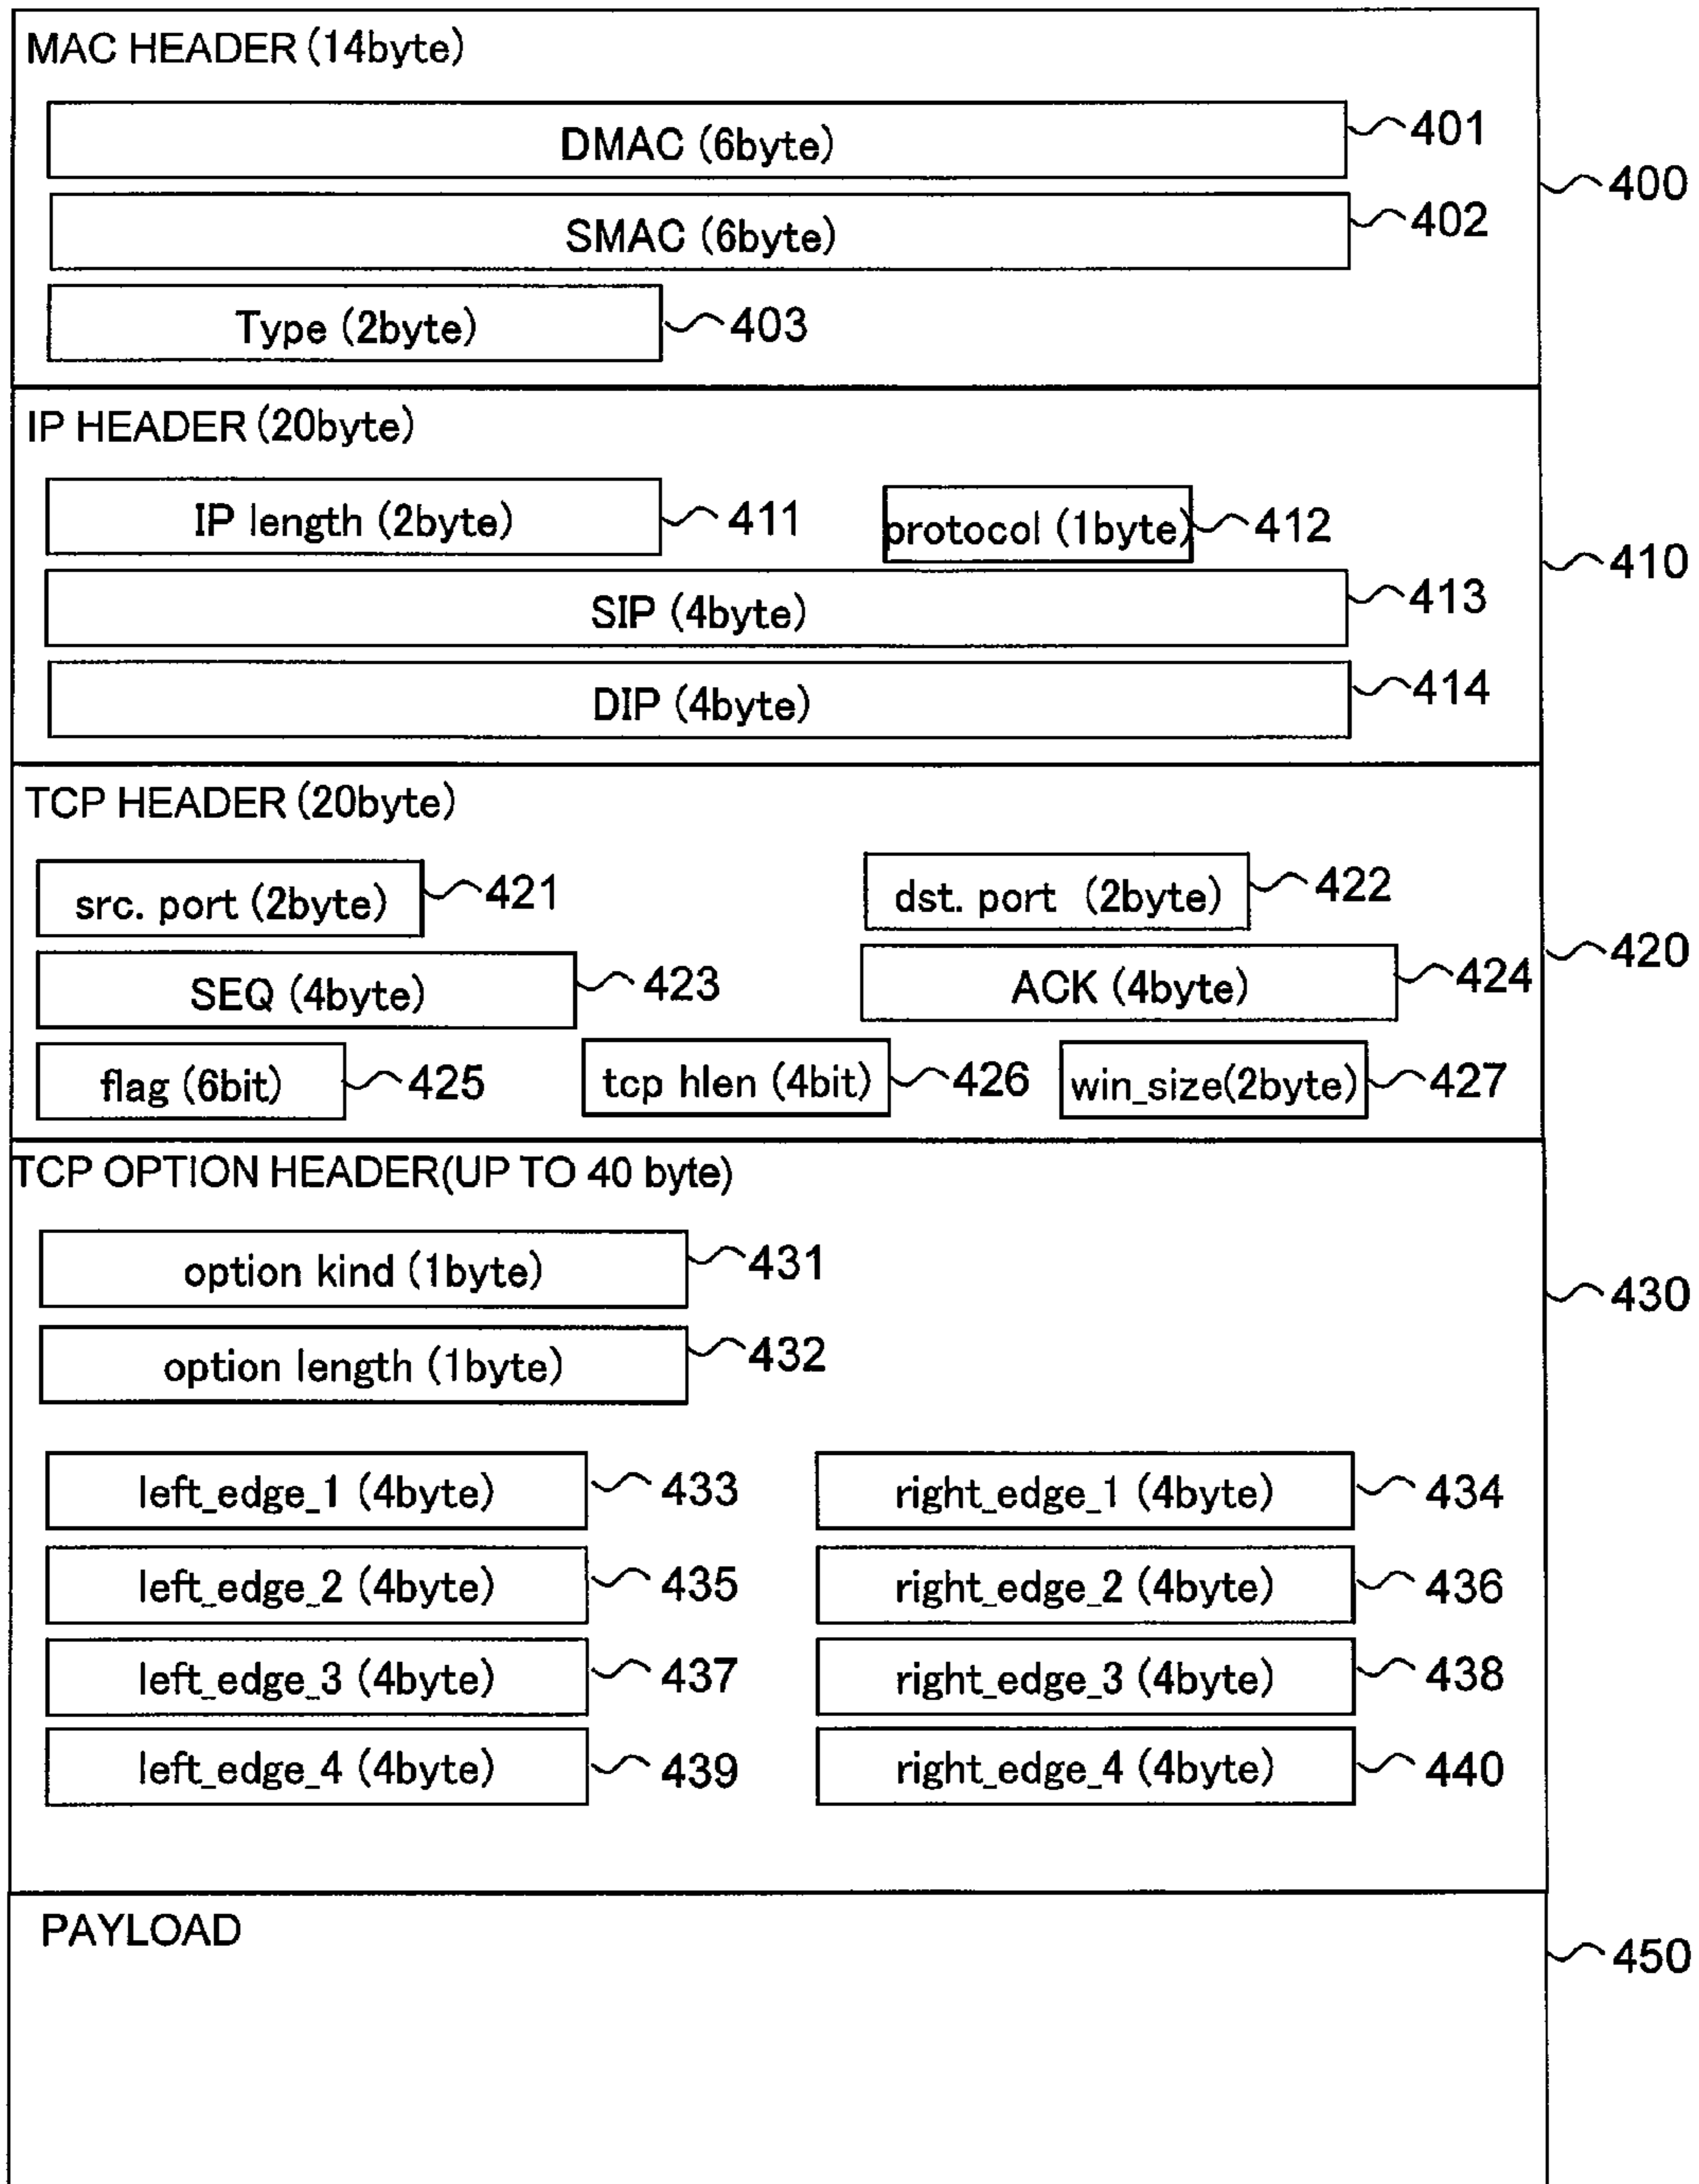 MAC HEADER (14byte)
DMAC (6byte) 401
400
SMAC (6byte) 402
Type (2byte) 403
IP HEADER (20byte)
IP length (2byte) 411 protocol (1byte) 412
410
SIP (4byte) 413
DIP (4byte) 414
TCP HEADER (20byte)
src. port (2byte) 421 dst. port (2byte) 422
420
SEQ (4byte) 423 ACK (4byte) 424
flag (6bit) 425 tcp hlen (4bit) 426 win_size(2byte) 427
TCP OPTION HEADER(UP TO 40 byte)
option kind (1byte) 431
430
option length (1byte) 432
left_edge_1 (4byte) 433 right_edge_1 (4byte) 434
left_edge_2 (4byte) 435 right_edge_2 (4byte) 436
left_edge_3 (4byte) 437 right_edge_3 (4byte) 438
left_edge_4 (4byte) 439 right_edge_4 (4byte) 440
PAYLOAD
450